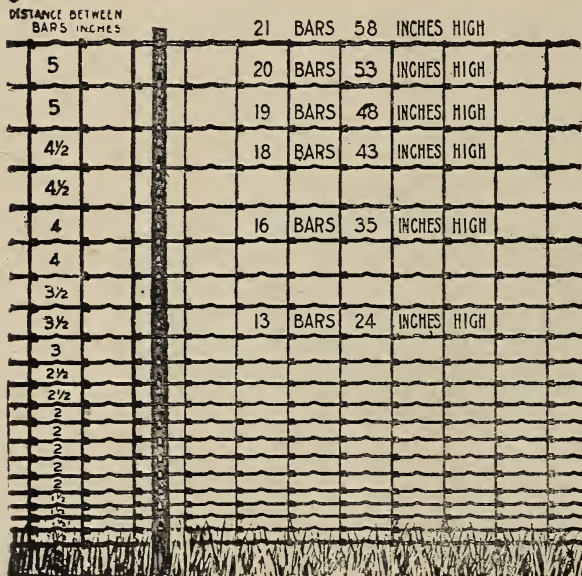 DISTANCE BETWEEN
BARS INCHES
21 BARS 58 INCHES HIGH
5
20 BARS 53 INCHES HIGH
5
19 BARS 48 INCHES HIGH
4½
18 BARS 43 INCHES HIGH
4½
4
16 BARS 35 INCHES HIGH
4
3½
3½
13 BARS 24 INCHES HIGH
3
2½
2½
2
2
2
2
2